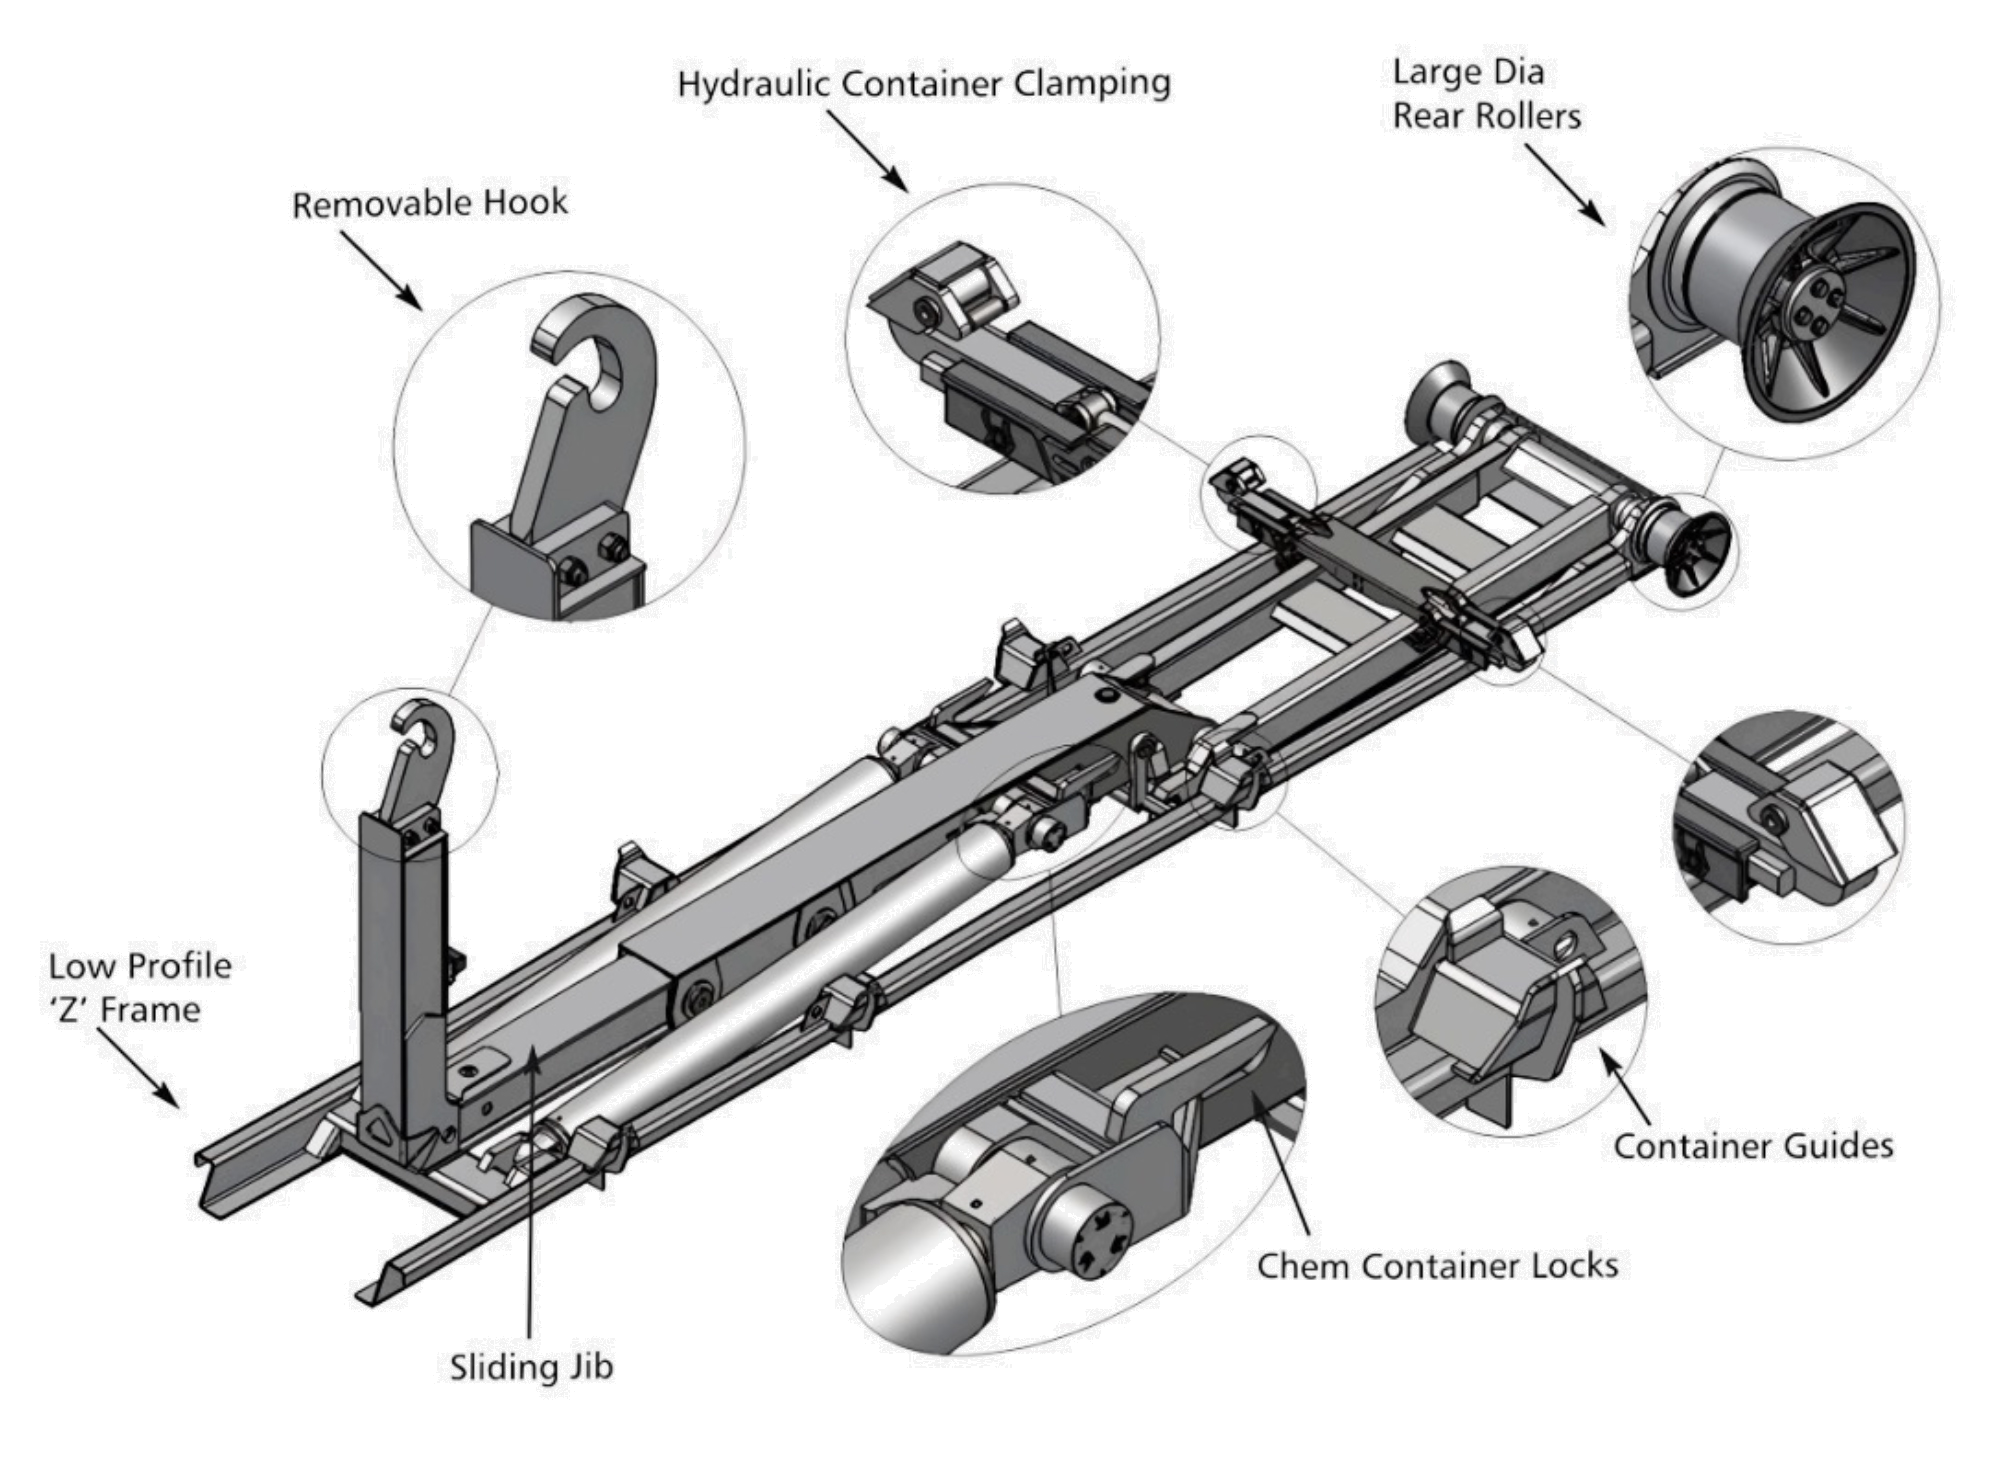 Hydraulic Container Clamping
Large Dia
Rear Rollers
Removable Hook
Low Profile
‘Z’ Frame
Container Guides
Chem Container Locks
Sliding Jib